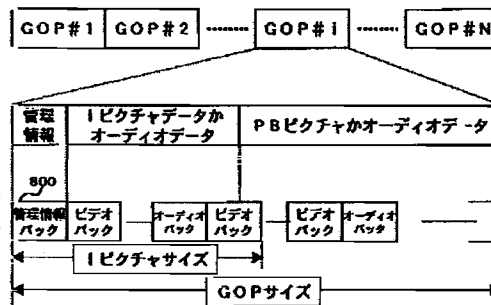 GOP#1 GOP#2 ...... GOP#i ...... GOP#N
管理 Iピクチャデータか PBピクチャかオーディオデータ
情報 オーディオデータ
800
管理情報 ビデオ オーディオ ビデオ ビデオ オーディオ
パック パック パック パック パック パック
Iピクチャサイズ
GOPサイズ